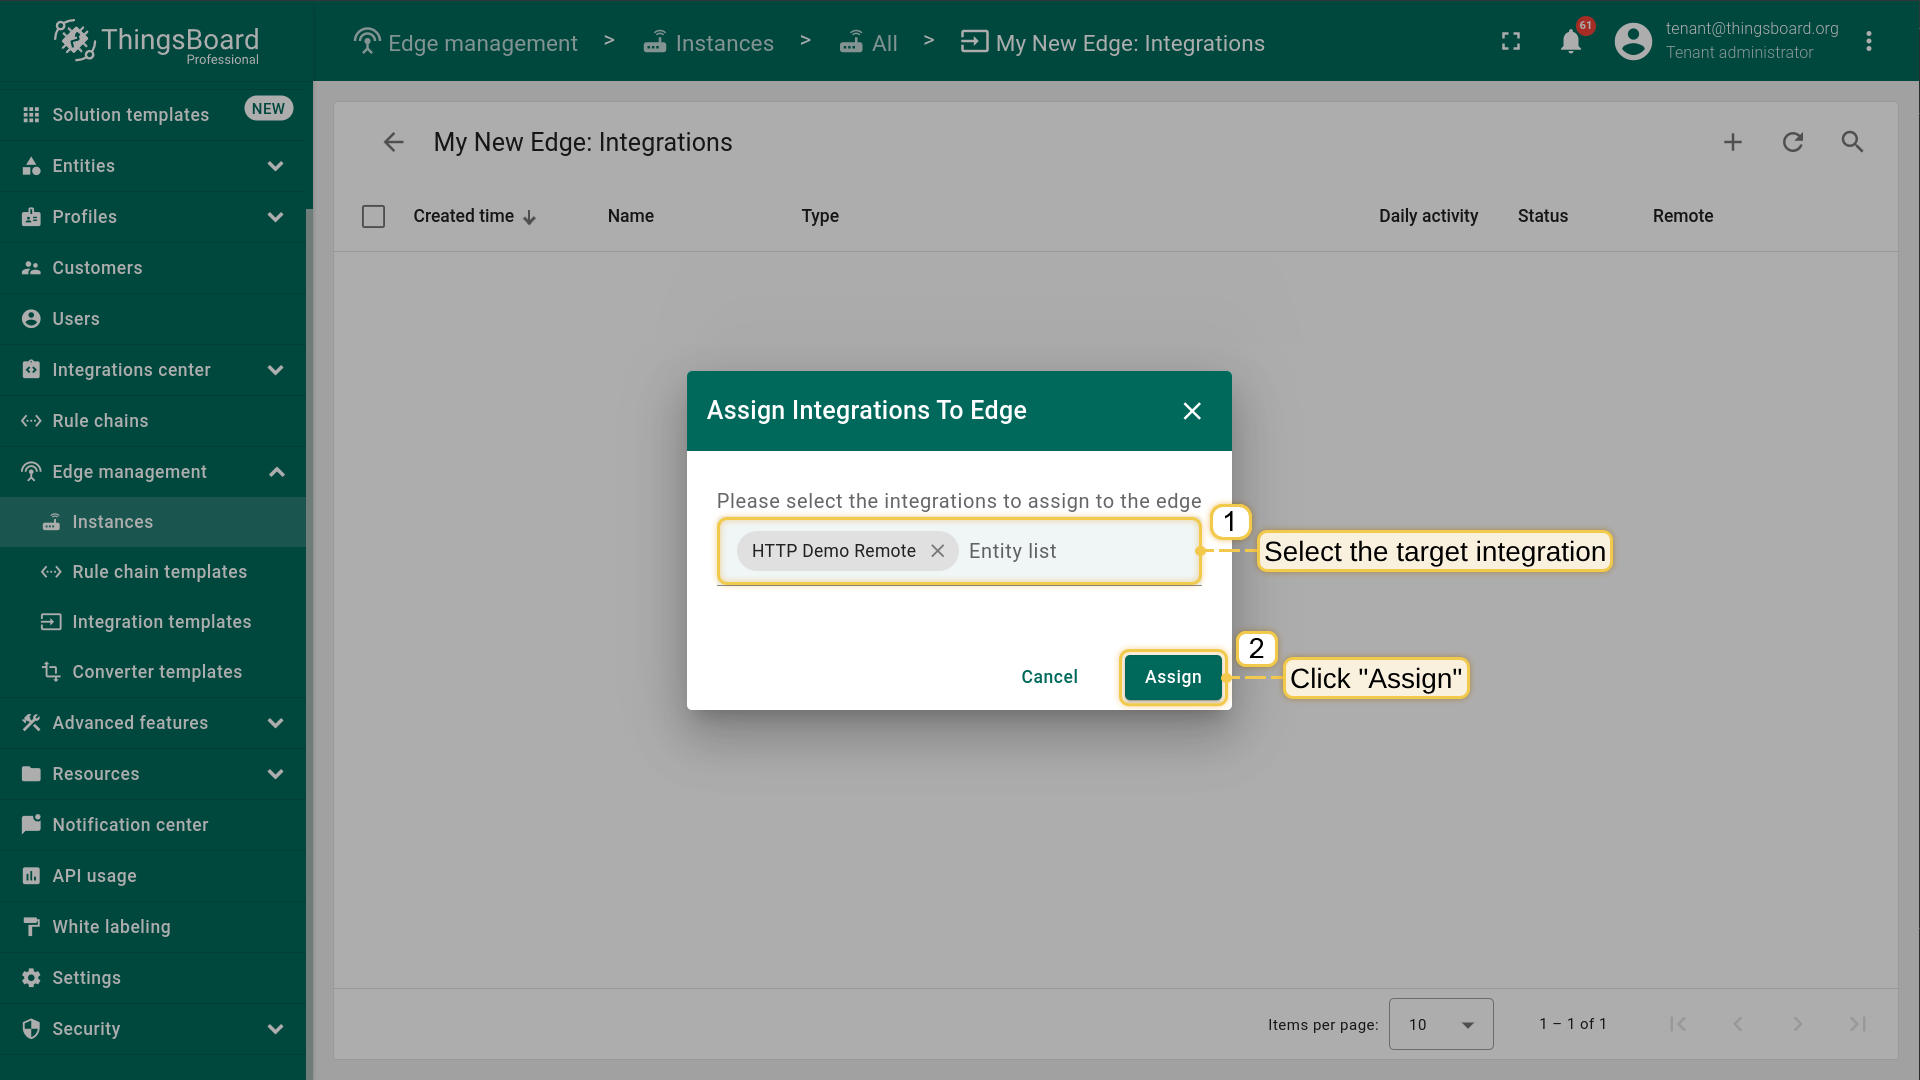 ThingsBoard
Professional
Edge management > Instances > All > My New Edge: Integrations
61
tenant@thingsboard.org
Tenant administrator
Solution templates NEW
Entities
Profiles
Customers
Users
Integrations center
Rule chains
Edge management
Instances
Rule chain templates
Integration templates
Converter templates
Advanced features
Resources
Notification center
API usage
White labeling
Settings
Security
My New Edge: Integrations
Created time Name Type Daily activity Status Remote
Assign Integrations To Edge
Please select the integrations to assign to the edge
HTTP Demo Remote Entity list
1
Select the target integration
Cancel Assign
2
Click "Assign"
Items per page: 10 1 – 1 of 1